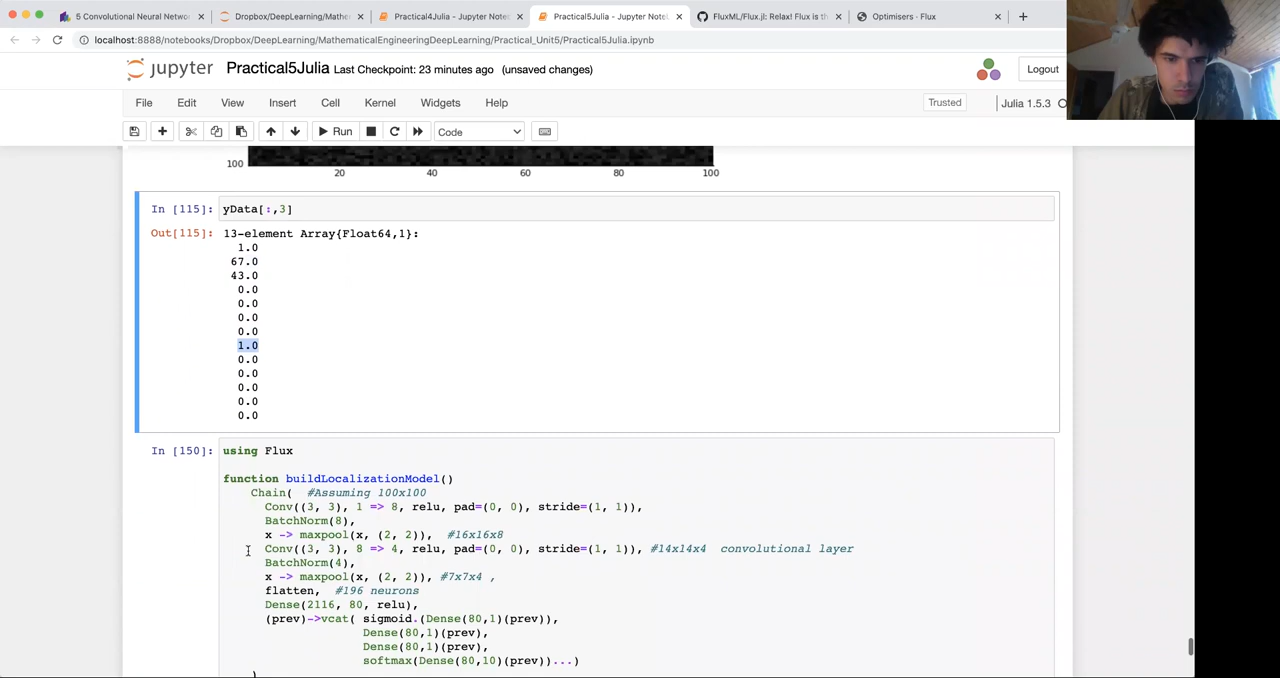 5 Convolutional Neural Netwo
Dropbox/DeepLearning/Mathe
Practical4Julia - Jupyter Note
Practical5Julia - Jupyter Note
FluxML/Flux.jl: Relax! Flux is th
Optimisers · Flux
localhost:8888/notebooks/Dropbox/DeepLearning/MathematicalEngineeringDeepLearning/Practical_Unit5/Practical5Julia.ipynb
jupyter Practical5Julia Last Checkpoint: 23 minutes ago (unsaved changes)
Logout
File Edit View Insert Cell Kernel Widgets Help
Trusted Julia 1.5.3
Run Code
100
20 40 60 80 100
In [115]: yData[:,3]
Out[115]: 13-element Array{Float64,1}:
1.0
67.0
43.0
0.0
0.0
0.0
0.0
1.0
0.0
0.0
0.0
0.0
0.0
In [150]: using Flux
function buildLocalizationModel()
Chain( #Assuming 100x100
Conv((3, 3), 1 => 8, relu, pad=(0, 0), stride=(1, 1)),
BatchNorm(8),
x -> maxpool(x, (2, 2)), #16x16x8
Conv((3, 3), 8 => 4, relu, pad=(0, 0), stride=(1, 1)), #14x14x4 convolutional layer
BatchNorm(4),
x -> maxpool(x, (2, 2)), #7x7x4 ,
flatten, #196 neurons
Dense(2116, 80, relu),
(prev)->vcat( sigmoid.(Dense(80,1)(prev)),
Dense(80,1)(prev),
Dense(80,1)(prev),
softmax(Dense(80,10)(prev))...)
)